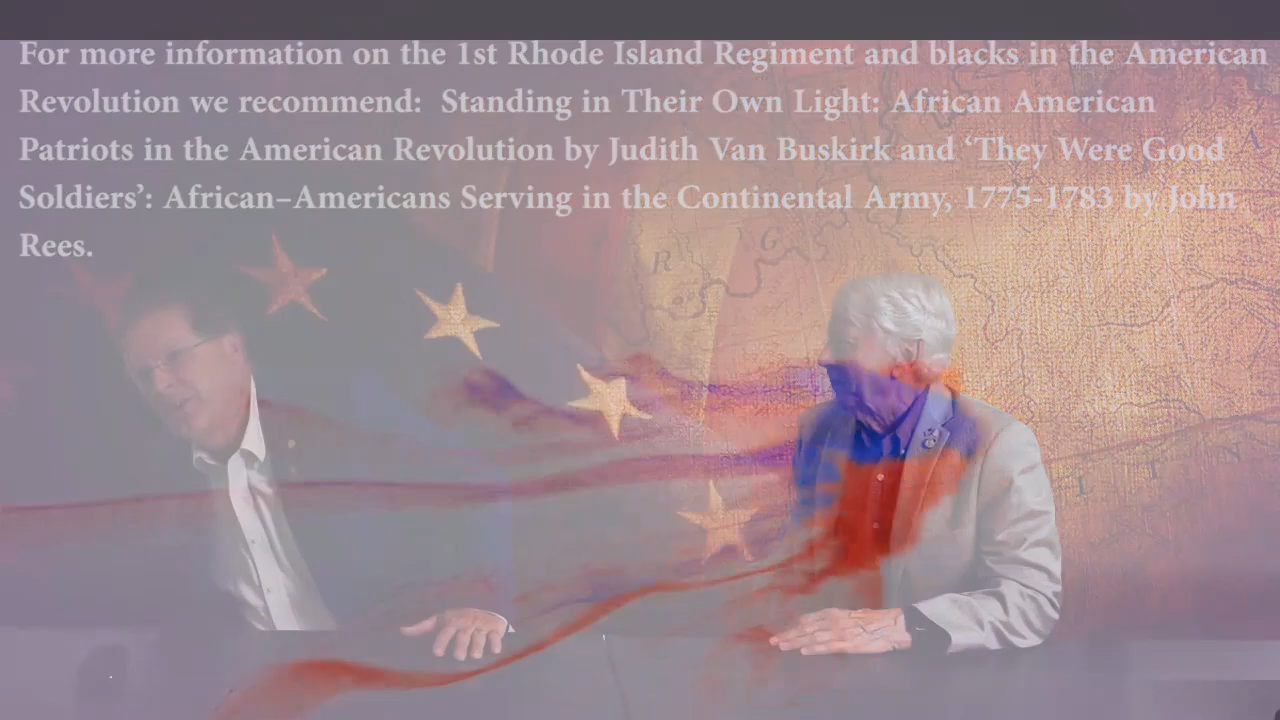 For more information on the 1st Rhode Island Regiment and blacks in the American
Revolution we recommend:  Standing in Their Own Light: African American
Patriots in the American Revolution by Judith Van Buskirk and ‘They Were Good
Soldiers’: African–Americans Serving in the Continental Army, 1775-1783 by John
Rees.
R G
A
I T N